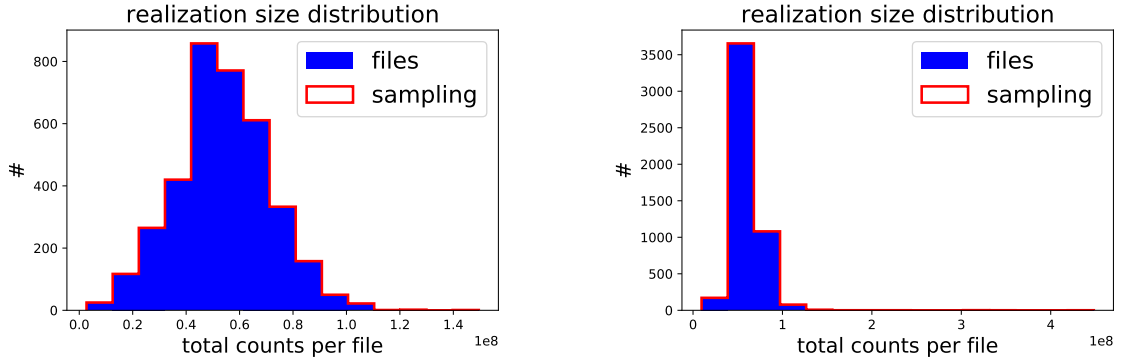 realization size distribution
files
sampling
#
800
600
400
200
0
0.0 0.2 0.4 0.6 0.8 1.0 1.2 1.4
1e8
total counts per file
realization size distribution
files
sampling
#
3500
3000
2500
2000
1500
1000
500
0
0 1 2 3 4
1e8
total counts per file